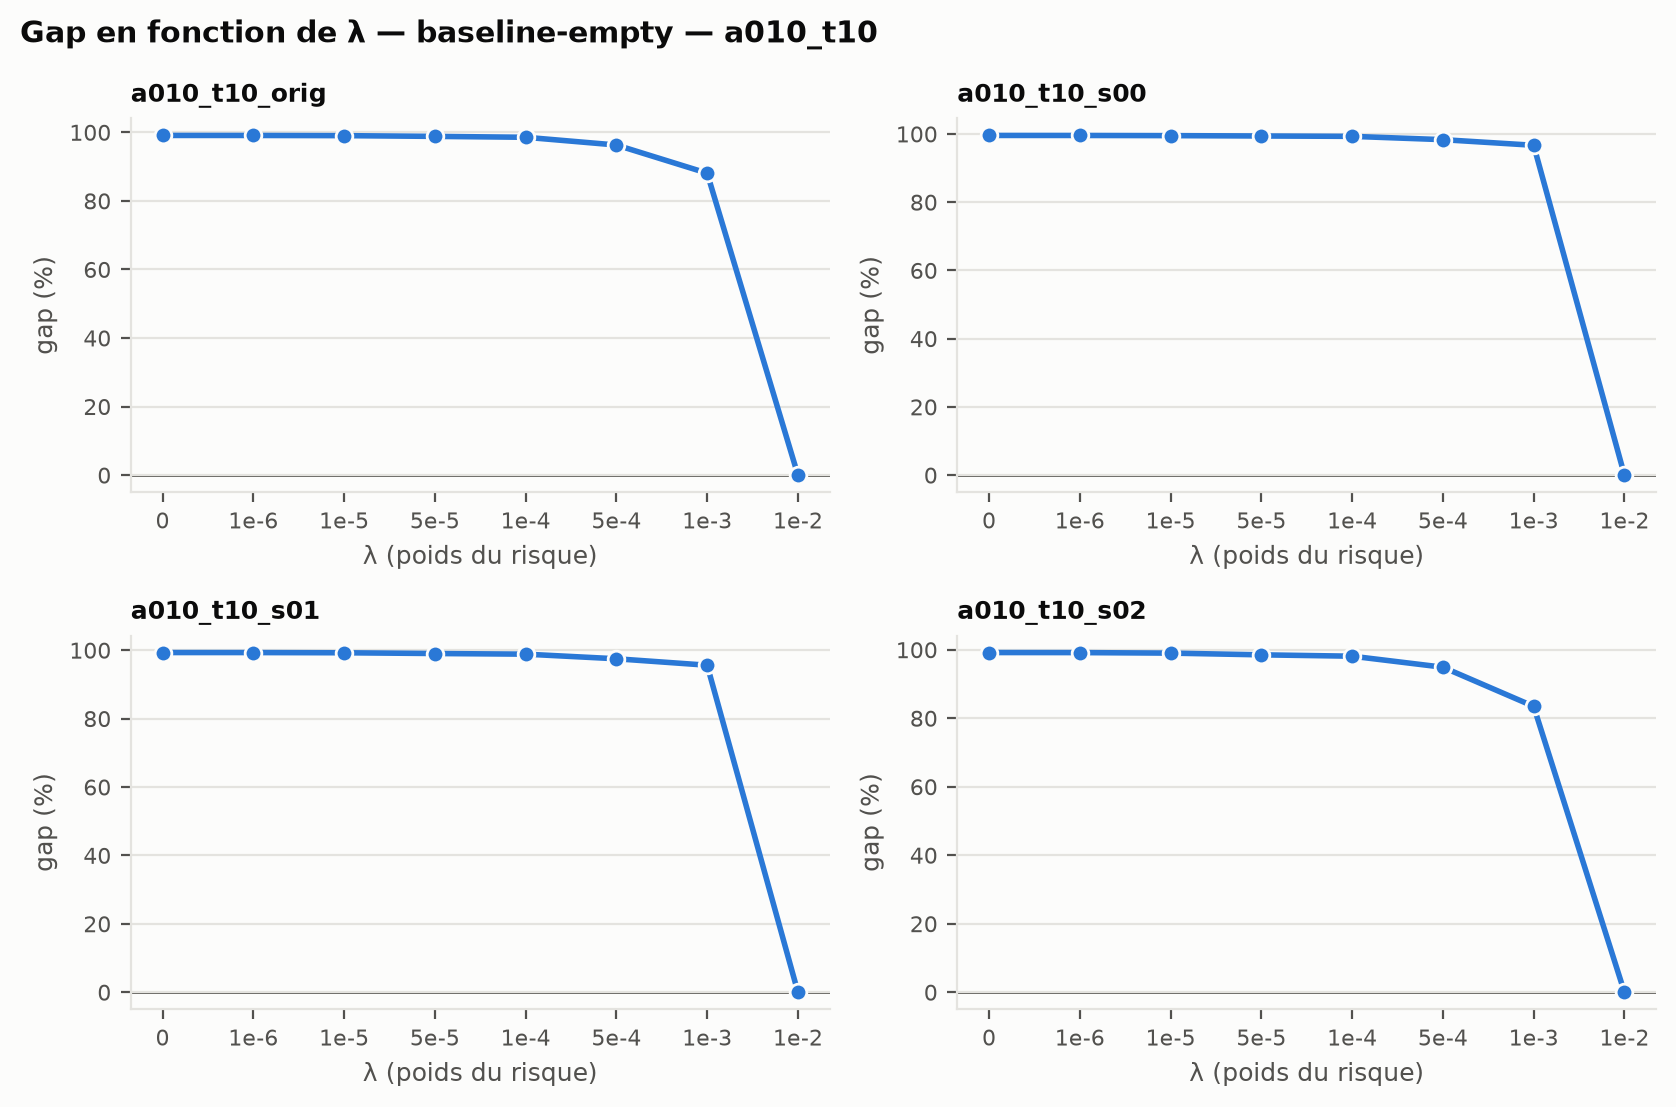 Gap en fonction de λ — baseline-empty — a010_t10
a010_t10_orig
100
80
60
40
20
0
gap (%)
0 1e-6 1e-5 5e-5 1e-4 5e-4 1e-3 1e-2
λ (poids du risque)
a010_t10_s00
100
80
60
40
20
0
gap (%)
0 1e-6 1e-5 5e-5 1e-4 5e-4 1e-3 1e-2
λ (poids du risque)
a010_t10_s01
100
80
60
40
20
0
gap (%)
0 1e-6 1e-5 5e-5 1e-4 5e-4 1e-3 1e-2
λ (poids du risque)
a010_t10_s02
100
80
60
40
20
0
gap (%)
0 1e-6 1e-5 5e-5 1e-4 5e-4 1e-3 1e-2
λ (poids du risque)